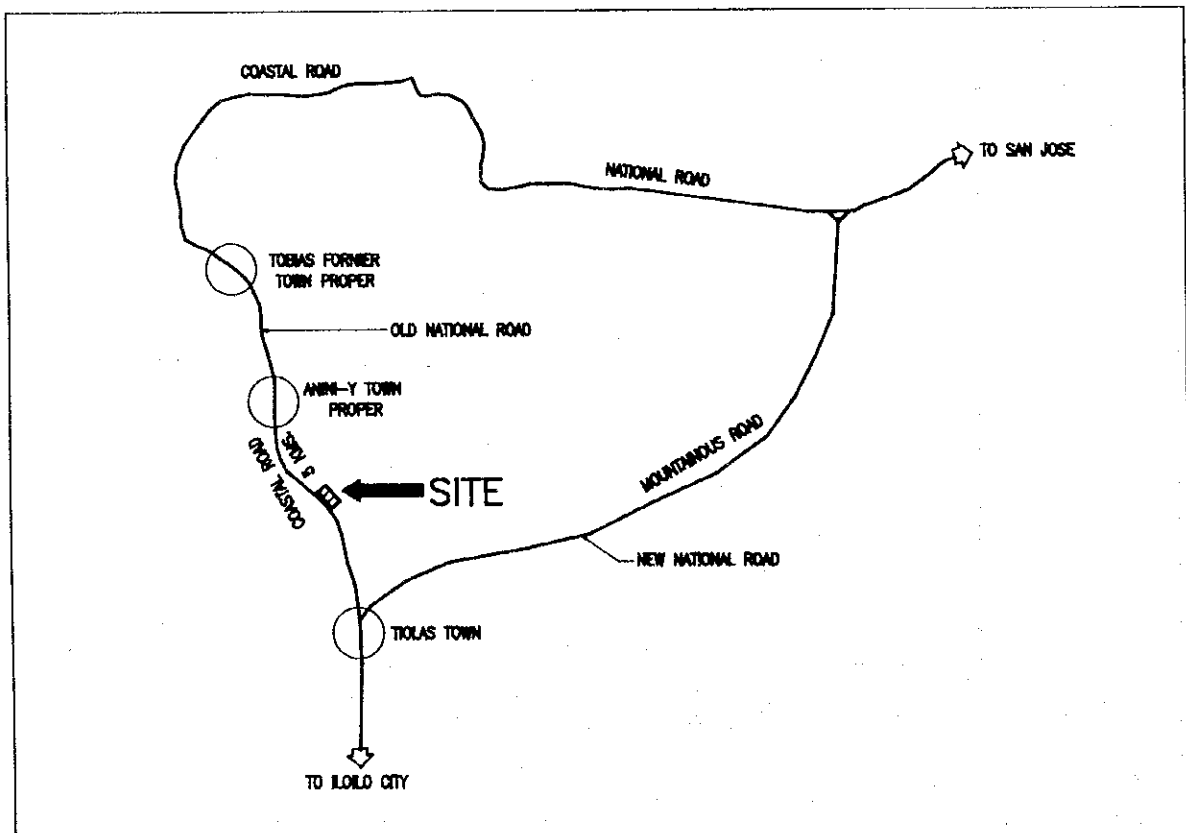 COASTAL ROAD
TO SAN JOSE
NATIONAL ROAD
TOBIAS FORNIER
TOWN PROPER
OLD NATIONAL ROAD
ANINI-Y TOWN
PROPER
5 KMS.
COASTAL ROAD
SITE
MOUNTAINOUS ROAD
NEW NATIONAL ROAD
TIOLAS TOWN
TO ILOILO CITY